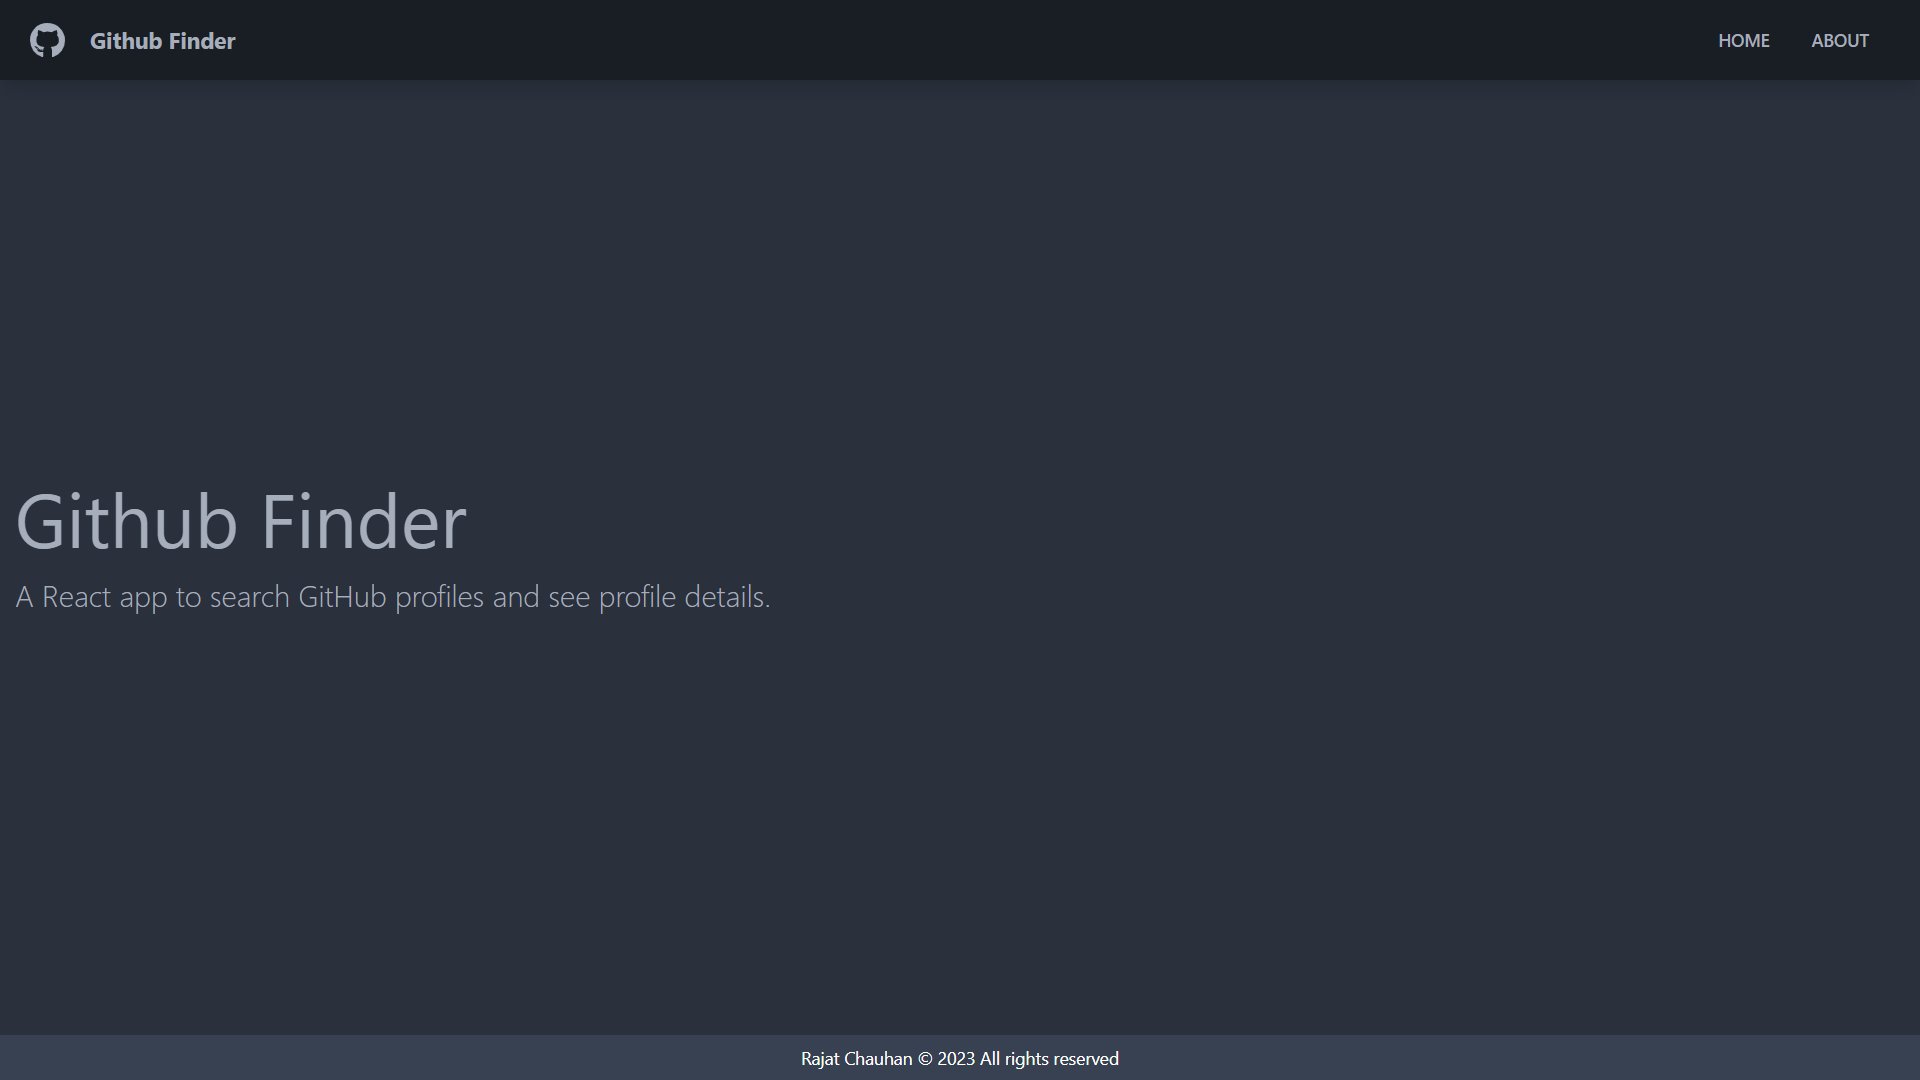 Github Finder
HOME
ABOUT
Github Finder
A React app to search GitHub profiles and see profile details.
Rajat Chauhan © 2023 All rights reserved